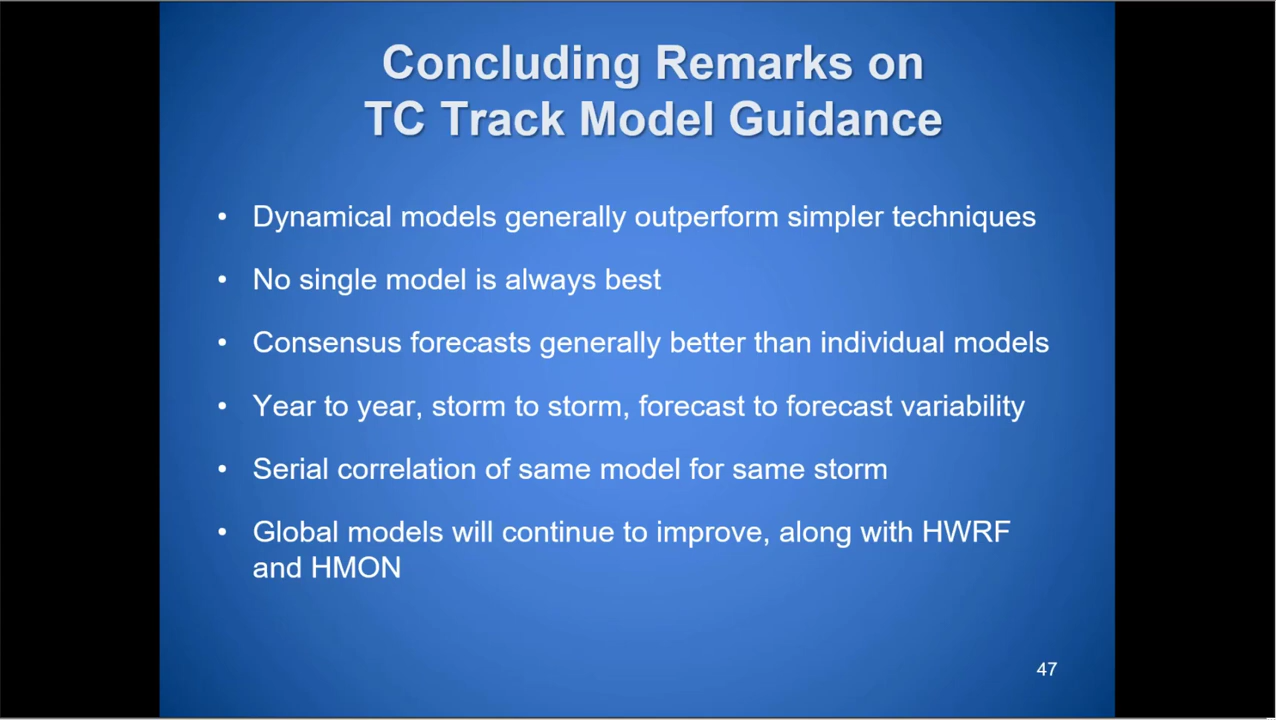 Concluding Remarks on
TC Track Model Guidance
• Dynamical models generally outperform simpler techniques
• No single model is always best
• Consensus forecasts generally better than individual models
• Year to year, storm to storm, forecast to forecast variability
• Serial correlation of same model for same storm
• Global models will continue to improve, along with HWRF
and HMON
47